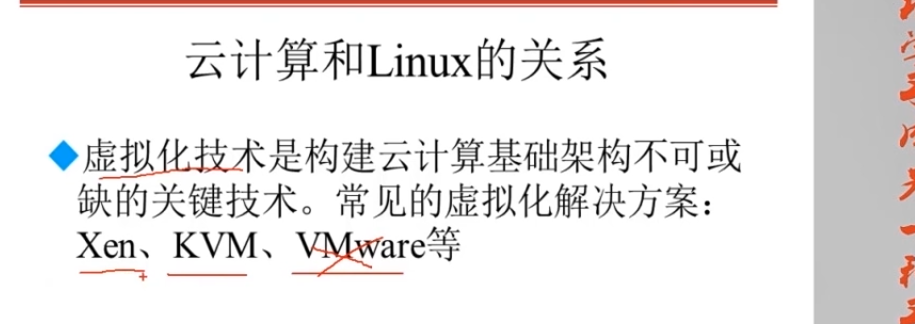 云计算和Linux的关系
虚拟化技术是构建云计算基础架构不可或
缺的关键技术。常见的虚拟化解决方案：
Xen、KVM、VMware等